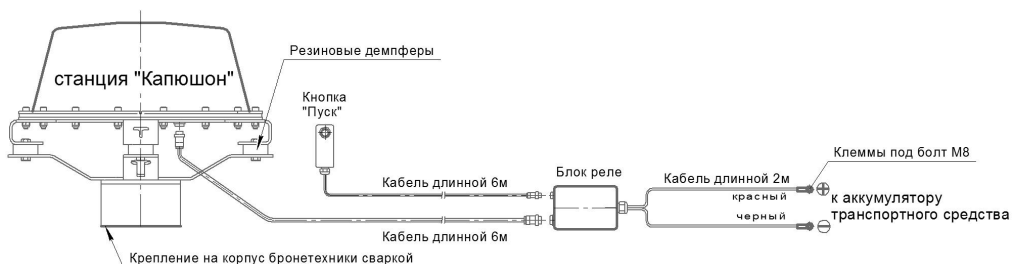 Резиновые демпферы
станция "Капюшон"
Кнопка
"Пуск"
Клеммы под болт М8
Блок реле
Кабель длинной 6м
Кабель длинной 2м
красный
к аккумулятору
транспортного средства
черный
Кабель длинной 6м
Крепление на корпус бронетехники сваркой